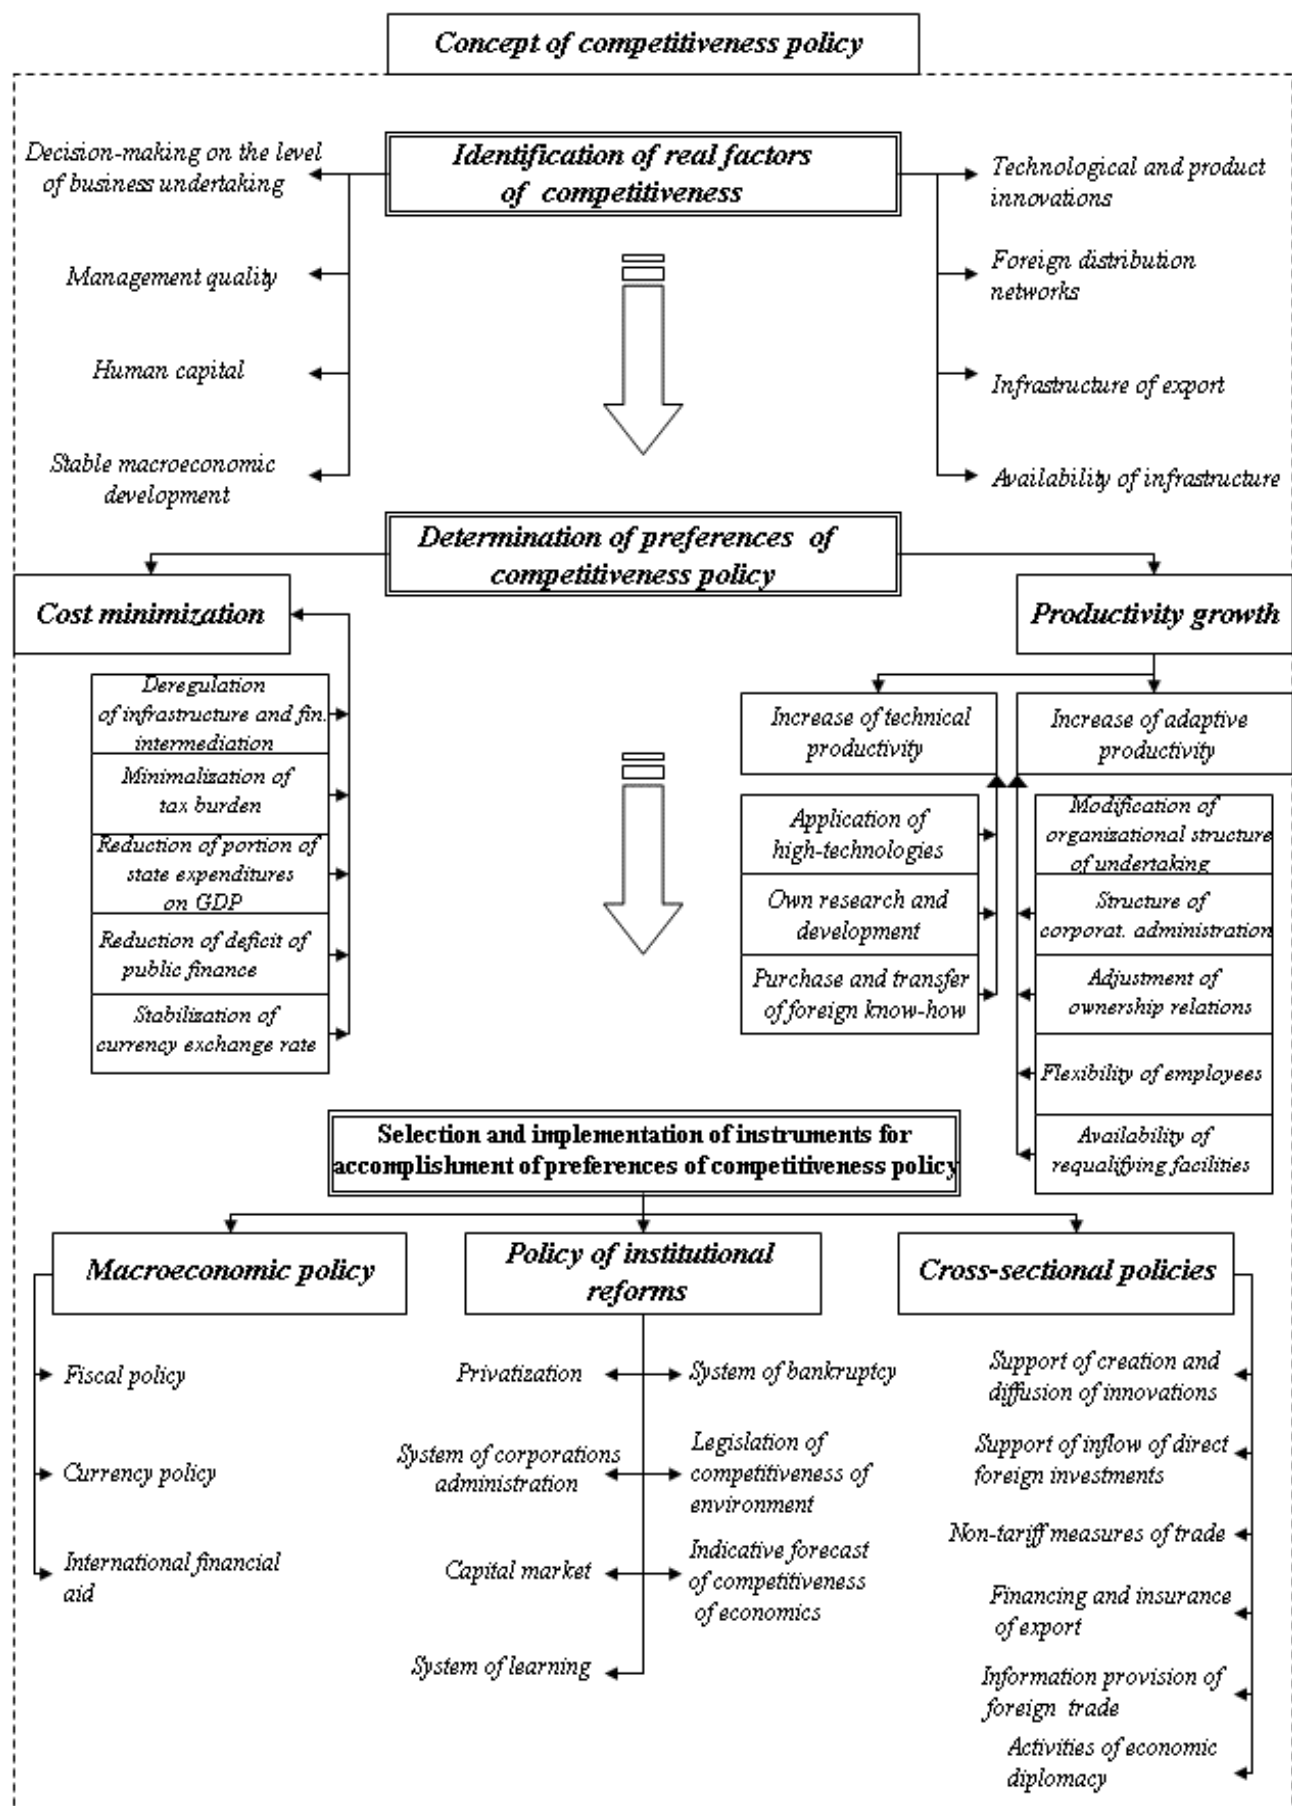 Concept of competitiveness policy
Identification of real factors
of competitiveness
Decision-making on the level
of business undertaking
Management quality
Human capital
Stable macroeconomic
development
Technological and product
innovations
Foreign distribution
networks
Infrastructure of export
Availability of infrastructure
Determination of preferences of
competitiveness policy
Cost minimization
Deregulation
of infrastructure and fin.
intermediation
Minimalization of
tax burden
Reduction of portion of
state expenditures
on GDP
Reduction of deficit of
public finance
Stabilization of
currency exchange rate
Productivity growth
Increase of technical
productivity
Application of
high-technologies
Own research and
development
Purchase and transfer
of foreign know-how
Increase of adaptive
productivity
Modification of
organizational structure
of undertaking
Structure of
corporat. administration
Adjustment of
ownership relations
Flexibility of employees
Availability of
requalifying facilities
Selection and implementation of instruments for
accomplishment of preferences of competitiveness policy
Macroeconomic policy
Fiscal policy
Currency policy
International financial
aid
Policy of institutional
reforms
Privatization
System of corporations
administration
Capital market
System of learning
System of bankruptcy
Legislation of
competitiveness of
environment
Indicative forecast
of competitiveness
of economics
Cross-sectional policies
Support of creation and
diffusion of innovations
Support of inflow of direct
foreign investments
Non-tariff measures of trade
Financing and insurance
of export
Information provision of
foreign trade
Activities of economic
diplomacy